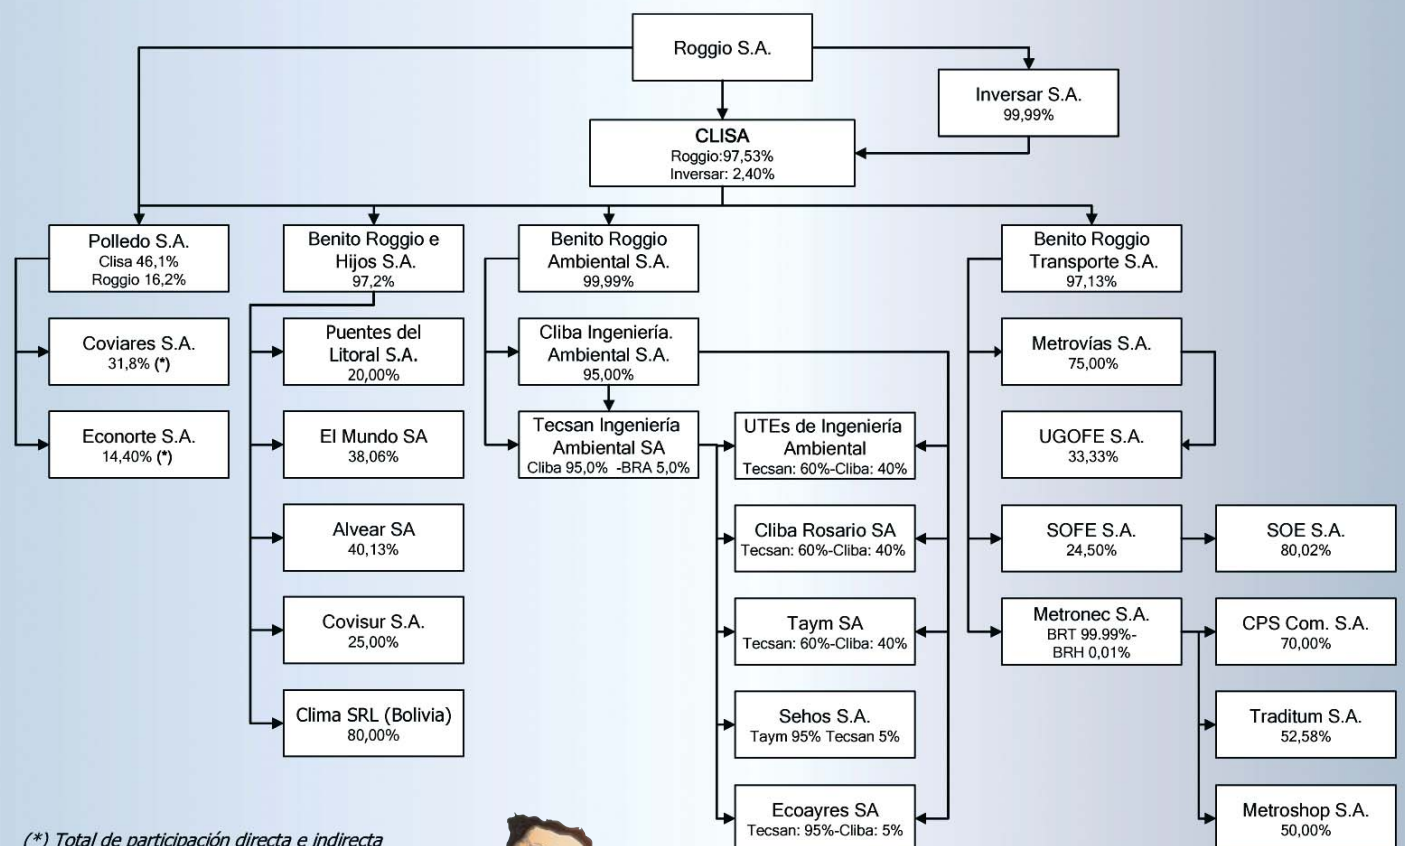 Roggio S.A.
Inversar S.A.
99,99%
CLISA
Roggio:97,53%
Inversar: 2,40%
Polledo S.A.
Clisa 46,1%
Roggio 16,2%
Benito Roggio e
Hijos S.A.
97,2%
Benito Roggio
Ambiental S.A.
99,99%
Benito Roggio
Transporte S.A.
97,13%
Coviares S.A.
31,8% (*)
Econorte S.A.
14,40% (*)
Puentes del
Litoral S.A.
20,00%
El Mundo SA
38,06%
Alvear SA
40,13%
Covisur S.A.
25,00%
Clima SRL (Bolivia)
80,00%
Cliba Ingeniería.
Ambiental S.A.
95,00%
Tecsan Ingeniería
Ambiental SA
Cliba 95,0% -BRA 5,0%
UTEs de Ingeniería
Ambiental
Tecsan: 60%-Cliba: 40%
Cliba Rosario SA
Tecsan: 60%-Cliba: 40%
Taym SA
Tecsan: 60%-Cliba: 40%
Sehos S.A.
Taym 95% Tecsan 5%
Ecoayres SA
Tecsan: 95%-Cliba: 5%
Metrovías S.A.
75,00%
UGOFE S.A.
33,33%
SOFE S.A.
24,50%
SOE S.A.
80,02%
Metronec S.A.
BRT 99.99%-
BRH 0,01%
CPS Com. S.A.
70,00%
Traditum S.A.
52,58%
Metroshop S.A.
50,00%
(*) Total de participación directa e indirecta